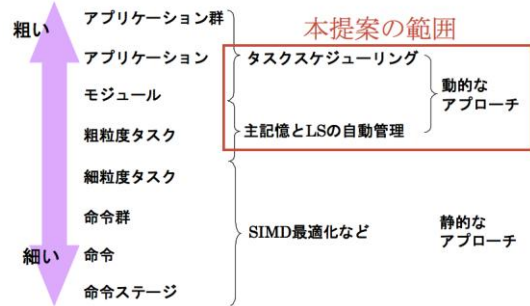 本提案の範囲
粗い
アプリケーション群
アプリケーション
モジュール
粗粒度タスク
細粒度タスク
命令群
命令
命令ステージ
細い
タスクスケジューリング
主記憶とLSの自動管理
SIMD最適化など
動的な
アプローチ
静的な
アプローチ